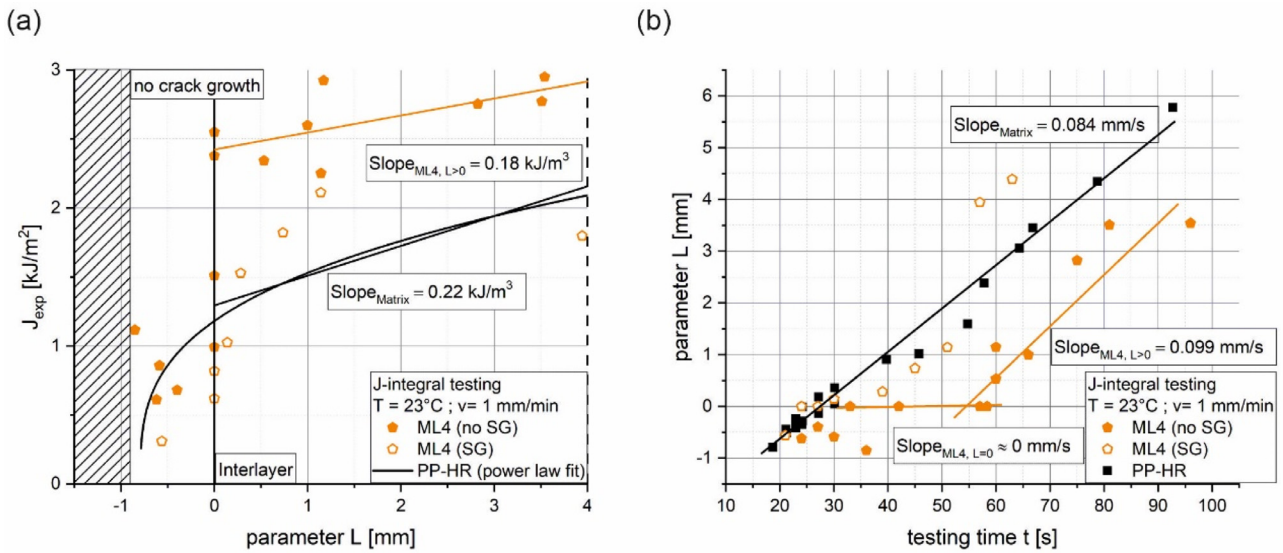 (a)
no crack growth
3
2
1
0
J_exp [kJ/m²]
Slope_ML4, L>0 = 0.18 kJ/m³
Slope_Matrix = 0.22 kJ/m³
J-integral testing
T = 23°C ; v= 1 mm/min
ML4 (no SG)
ML4 (SG)
PP-HR (power law fit)
Interlayer
-1 0 1 2 3 4
parameter L [mm]
(b)
6
5
4
3
2
1
0
-1
parameter L [mm]
Slope_Matrix = 0.084 mm/s
Slope_ML4, L>0 = 0.099 mm/s
Slope_ML4, L=0 ≈ 0 mm/s
J-integral testing
T = 23°C ; v= 1 mm/min
ML4 (no SG)
ML4 (SG)
PP-HR
10 20 30 40 50 60 70 80 90 100
testing time t [s]